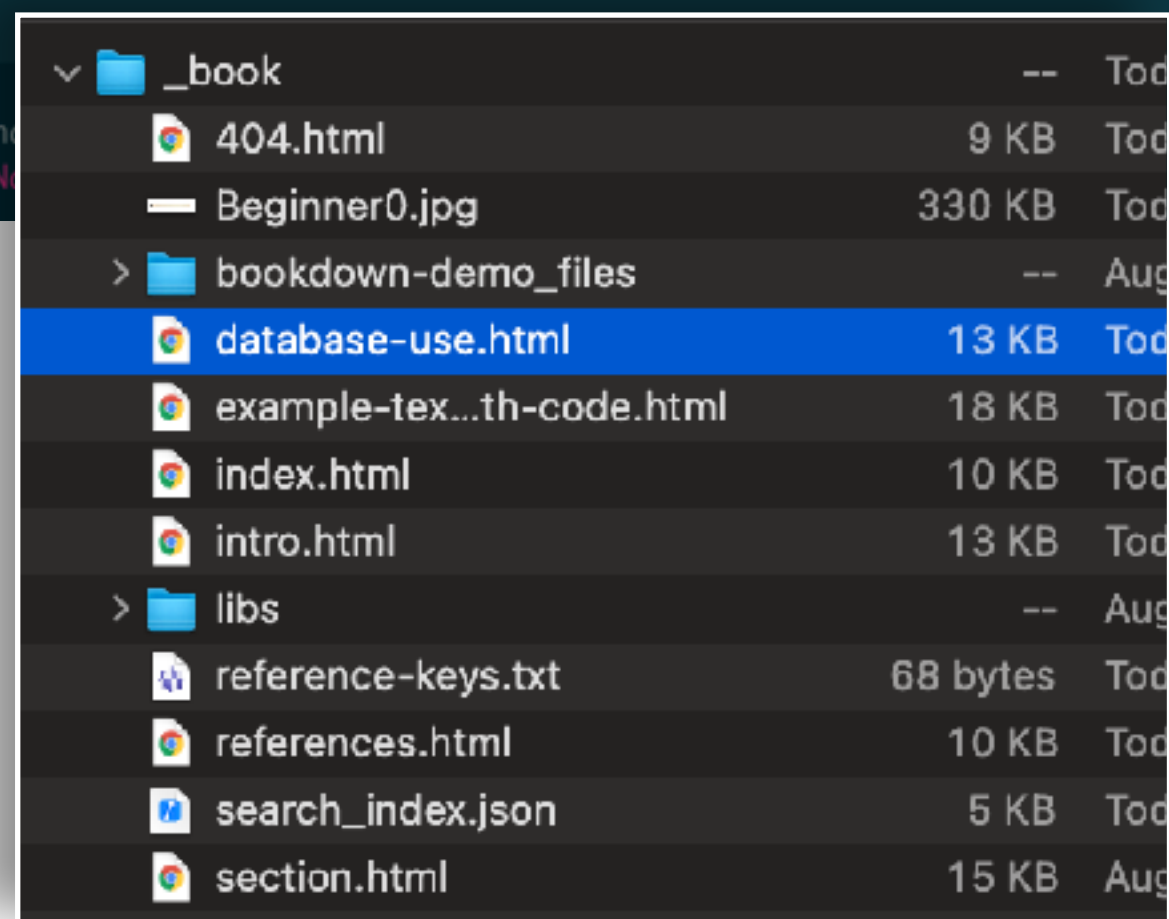 _book -- Tod
404.html 9 KB Tod
Beginner0.jpg 330 KB Tod
bookdown-demo_files -- Aug
database-use.html 13 KB Tod
example-tex...th-code.html 18 KB Tod
index.html 10 KB Tod
intro.html 13 KB Tod
libs -- Aug
reference-keys.txt 68 bytes Tod
references.html 10 KB Tod
search_index.json 5 KB Tod
section.html 15 KB Aug